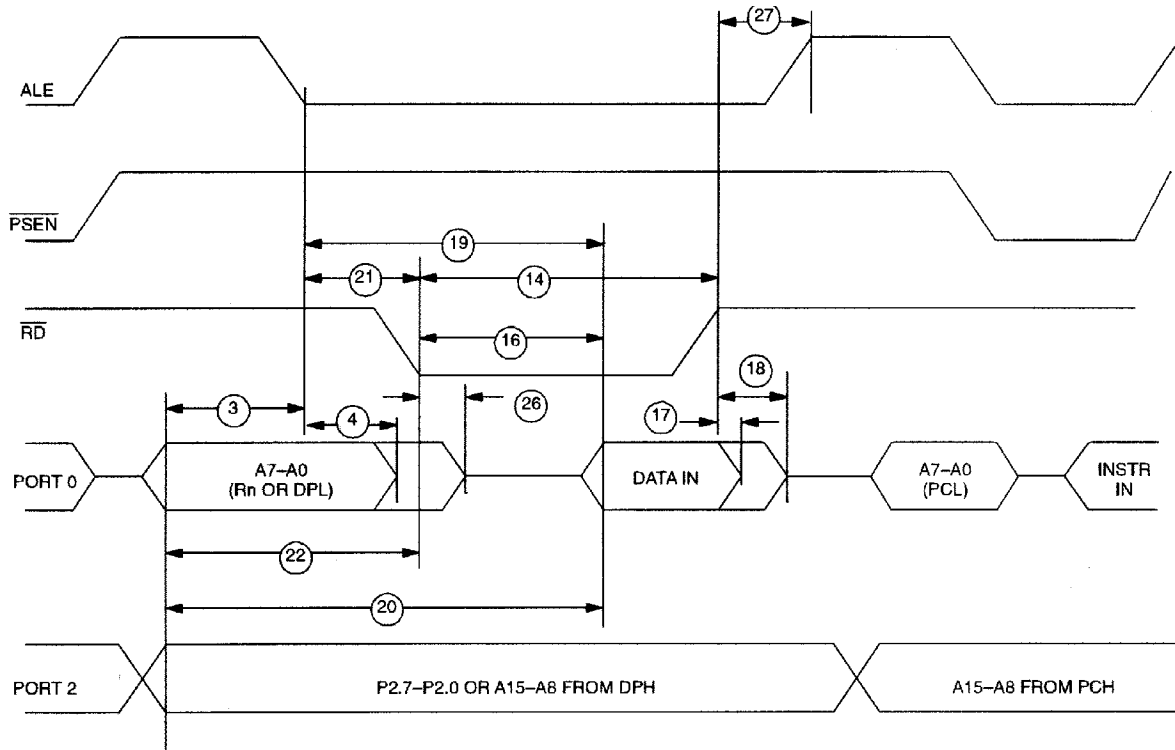 27
ALE
PSEN
19
21
14
RD
16
18
3
4
26
17
PORT 0
A7–A0
(Rn OR DPL)
DATA IN
A7–A0
(PCL)
INSTR
IN
22
20
PORT 2
P2.7–P2.0 OR A15–A8 FROM DPH
A15–A8 FROM PCH